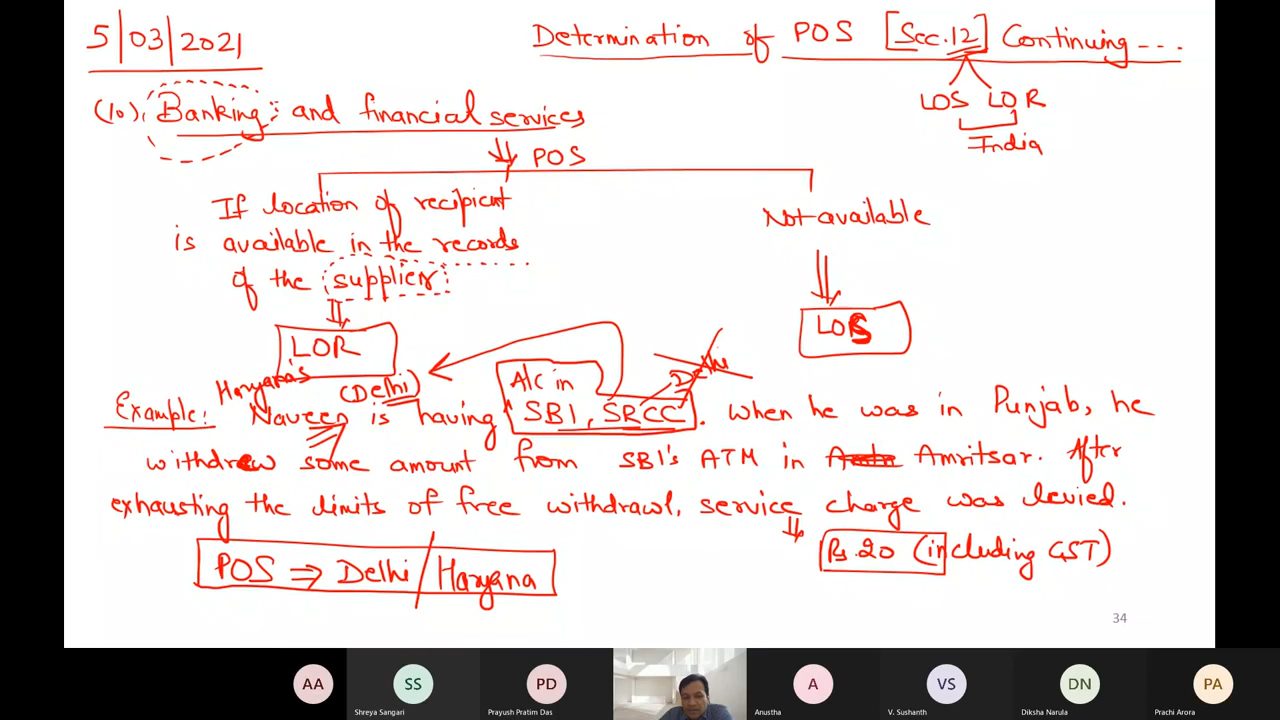 5/03/2021
Determination of POS [Sec.12] Continuing ---
LOS LOR
India
(10). Banking and financial services
POS
If location of recipient
is available in the records
of the supplier
Not available
LOR
LOS
Haryana's
(Delhi)
A/C in
Delhi
Example: Naveen is having SBI, SRCC. When he was in Punjab, he
withdrew some amount from SBI's ATM in Amritsar. After
exhausting the limits of free withdrawl, service charge was levied.
POS ⇒ Delhi / Haryana
Rs.20 (including GST)
34
AA
SS
PD
A
VS
DN
PA
Shreya Sangari
Prayush Pratim Das
Anustha
V. Sushanth
Diksha Narula
Prachi Arora